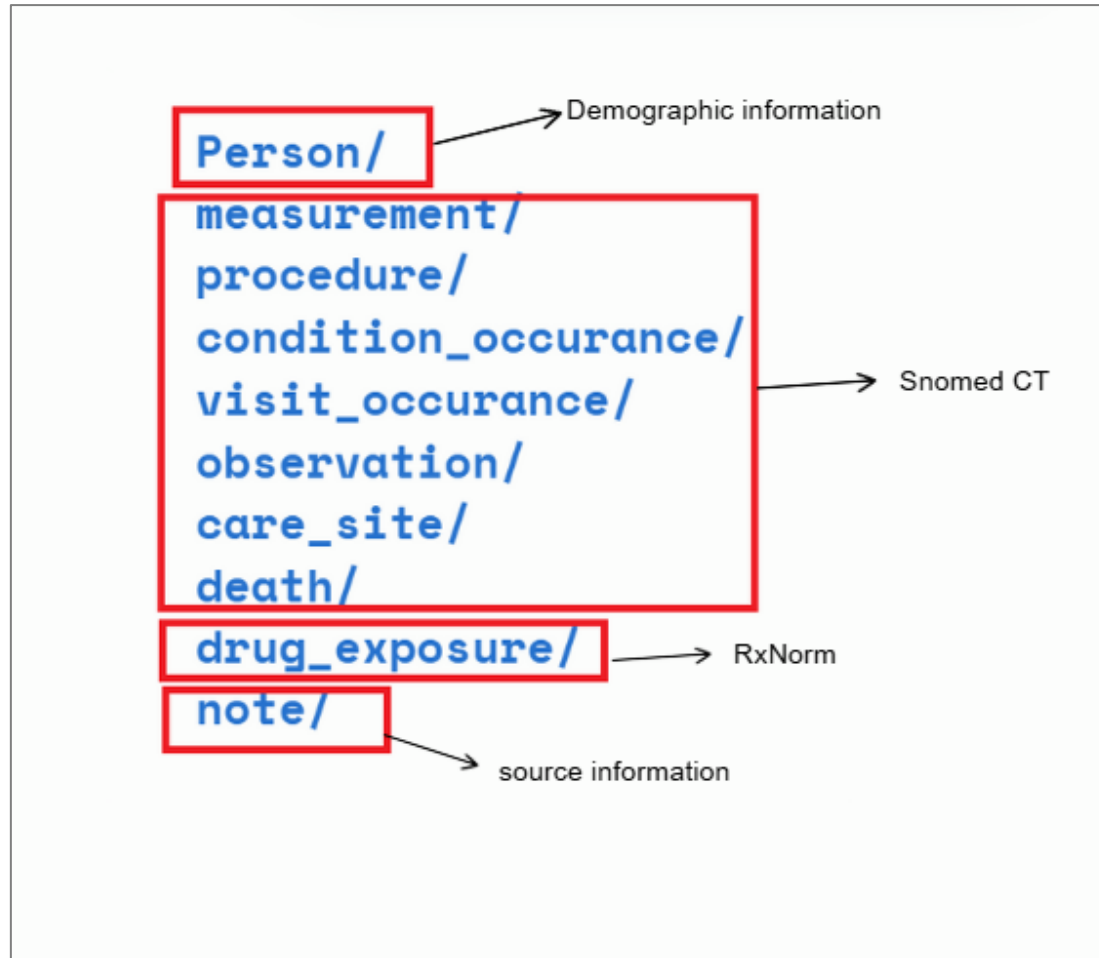 Demographic information
Person/
measurement/
procedure/
condition_occurance/
visit_occurance/
Snomed CT
observation/
care_site/
death/
drug_exposure/
RxNorm
note/
source information